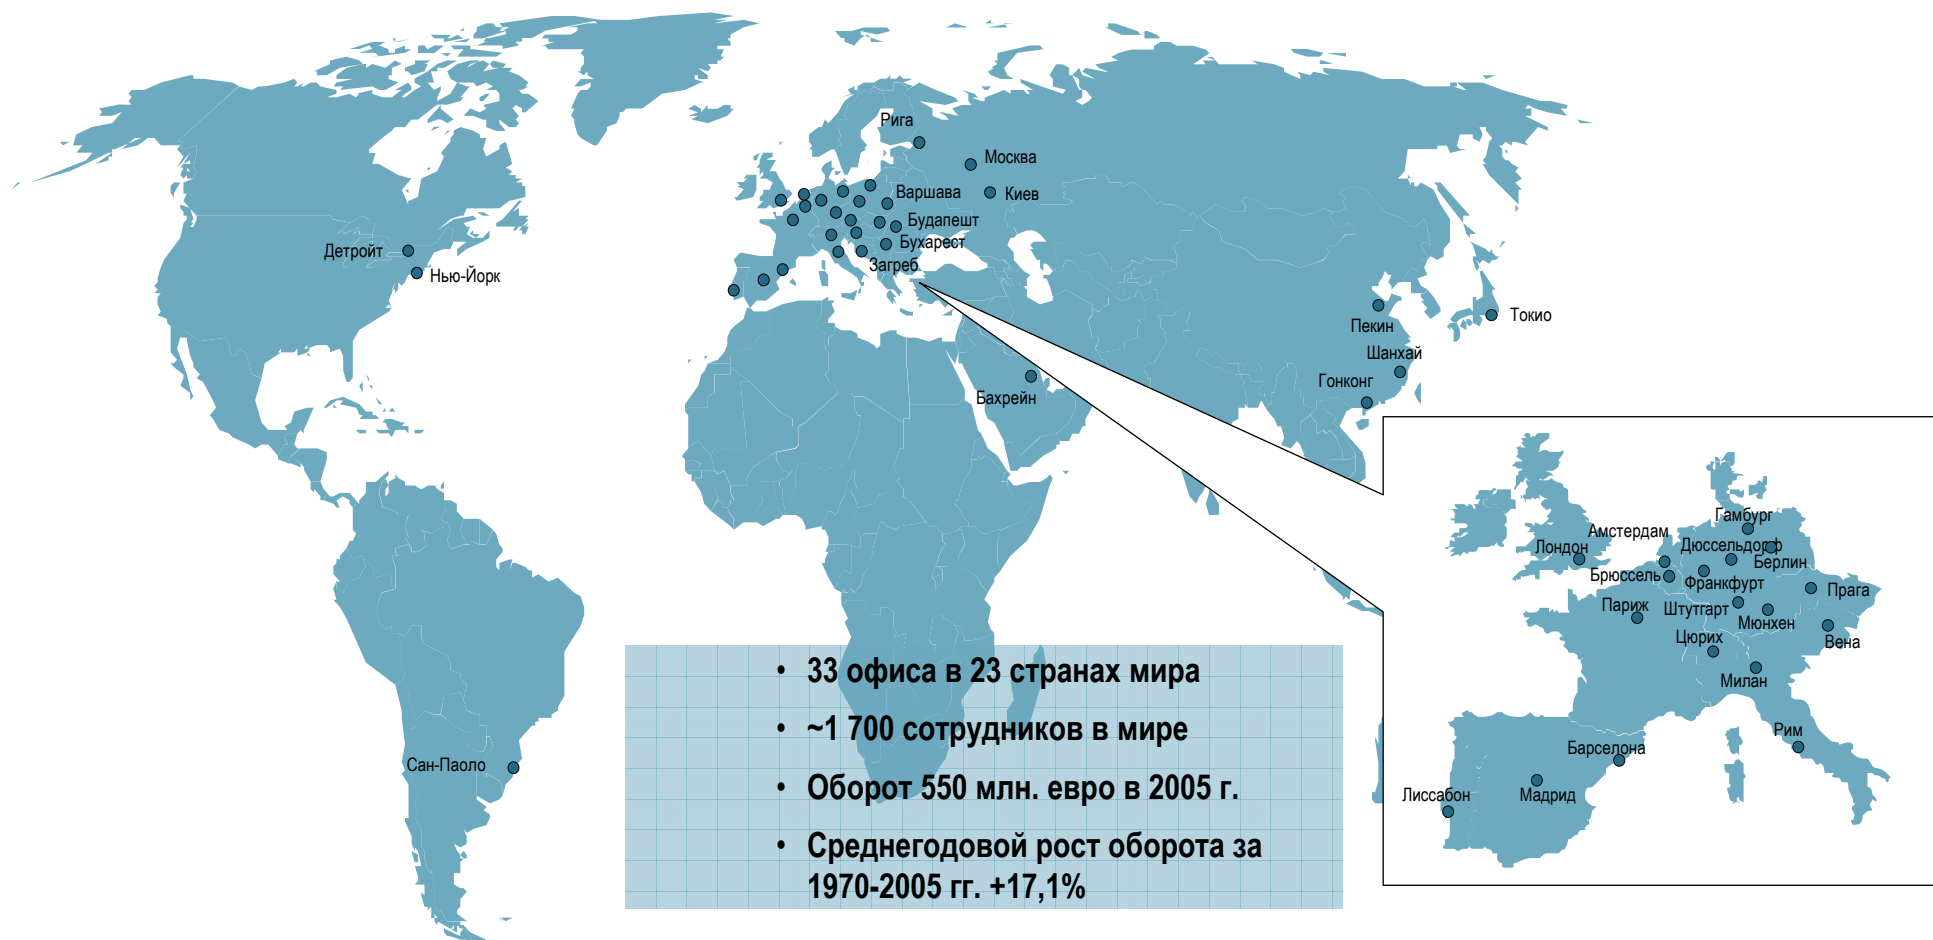 Рига
Москва
Варшава
Киев
Будапешт
Бухарест
Загреб
Детройт
Нью-Йорк
Пекин
Токио
Шанхай
Гонконг
Бахрейн
Сан-Паоло
• 33 офиса в 23 странах мира
• ~1 700 сотрудников в мире
• Оборот 550 млн. евро в 2005 г.
• Среднегодовой рост оборота за
1970-2005 гг. +17,1%
Гамбург
Амстердам
Лондон
Дюссельдорф
Берлин
Брюссель
Франкфурт
Прага
Париж
Штутгарт
Мюнхен
Цюрих
Вена
Милан
Рим
Барселона
Лиссабон
Мадрид